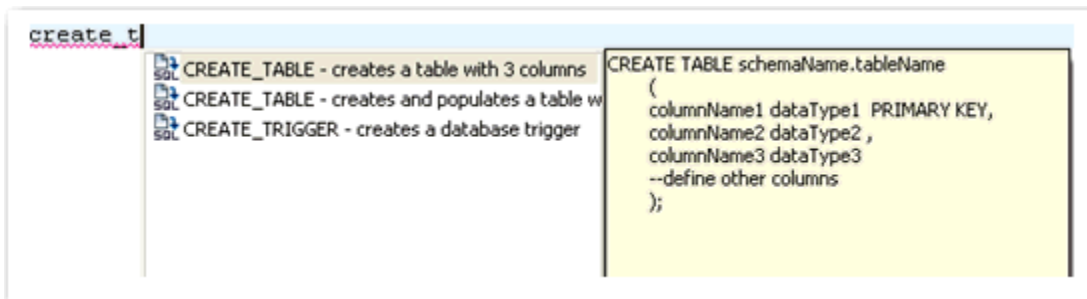 create_t
CREATE_TABLE - creates a table with 3 columns
CREATE_TABLE - creates and populates a table w
CREATE_TRIGGER - creates a database trigger
CREATE TABLE schemaName.tableName
(
columnName1 dataType1 PRIMARY KEY,
columnName2 dataType2 ,
columnName3 dataType3
--define other columns
);